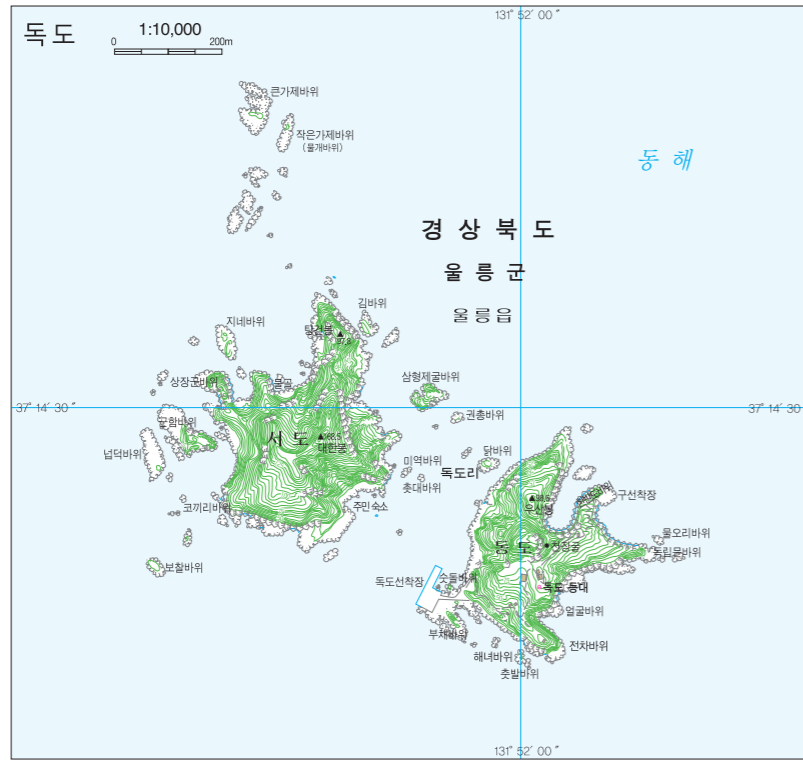 독도
1:10,000
0 200m
131° 52′ 00″
큰가제바위
작은가제바위
(물개바위)
동 해
경 상 북 도
울 릉 군
울 릉 읍
김바위
탕건봉
97.8
지네바위
상장군바위
물골
삼형제굴바위
37° 14′ 30″
37° 14′ 30″
권총바위
군함바위
서 도
168.5
대한봉
넙덕바위
닭바위
미역바위
독도리
촛대바위
구선착장
98.6
우산봉
코끼리바위
주민 숙소
물오리바위
동 도
천장굴
독립문바위
보찰바위
독도선착장
숫돌바위
독도 등대
얼굴바위
부채바위
해녀바위
전차바위
춧발바위
131° 52′ 00″